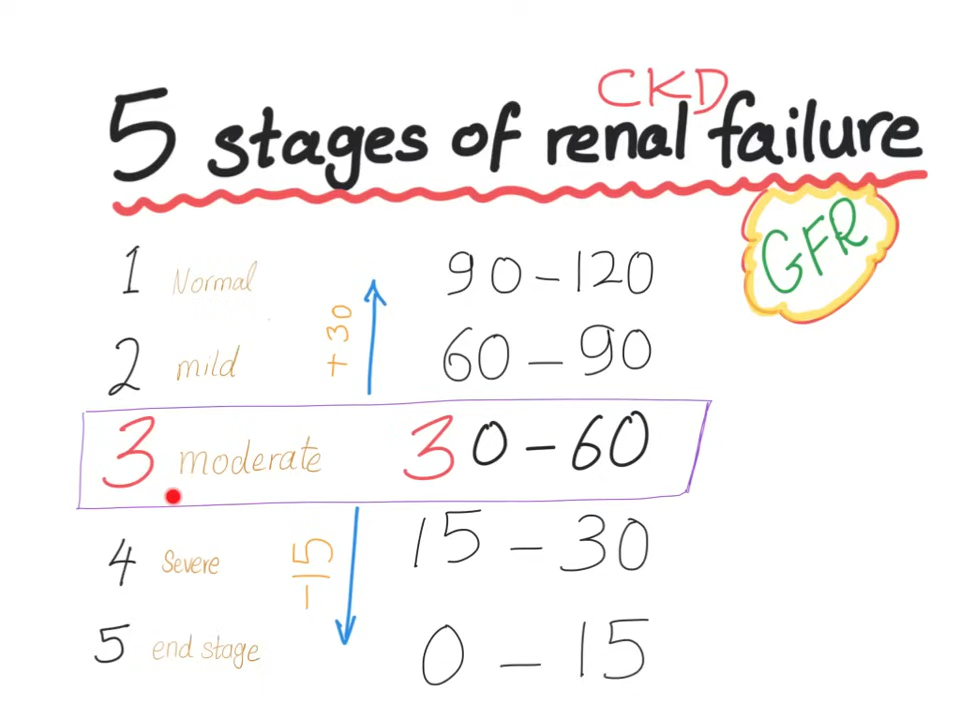 CKD
5 stages of renal failure
GFR
1 Normal 90 - 120
+ 30
2 mild 60 - 90
3 moderate 30 - 60
4 Severe 15 - 30
- 15
5 end stage 0 - 15